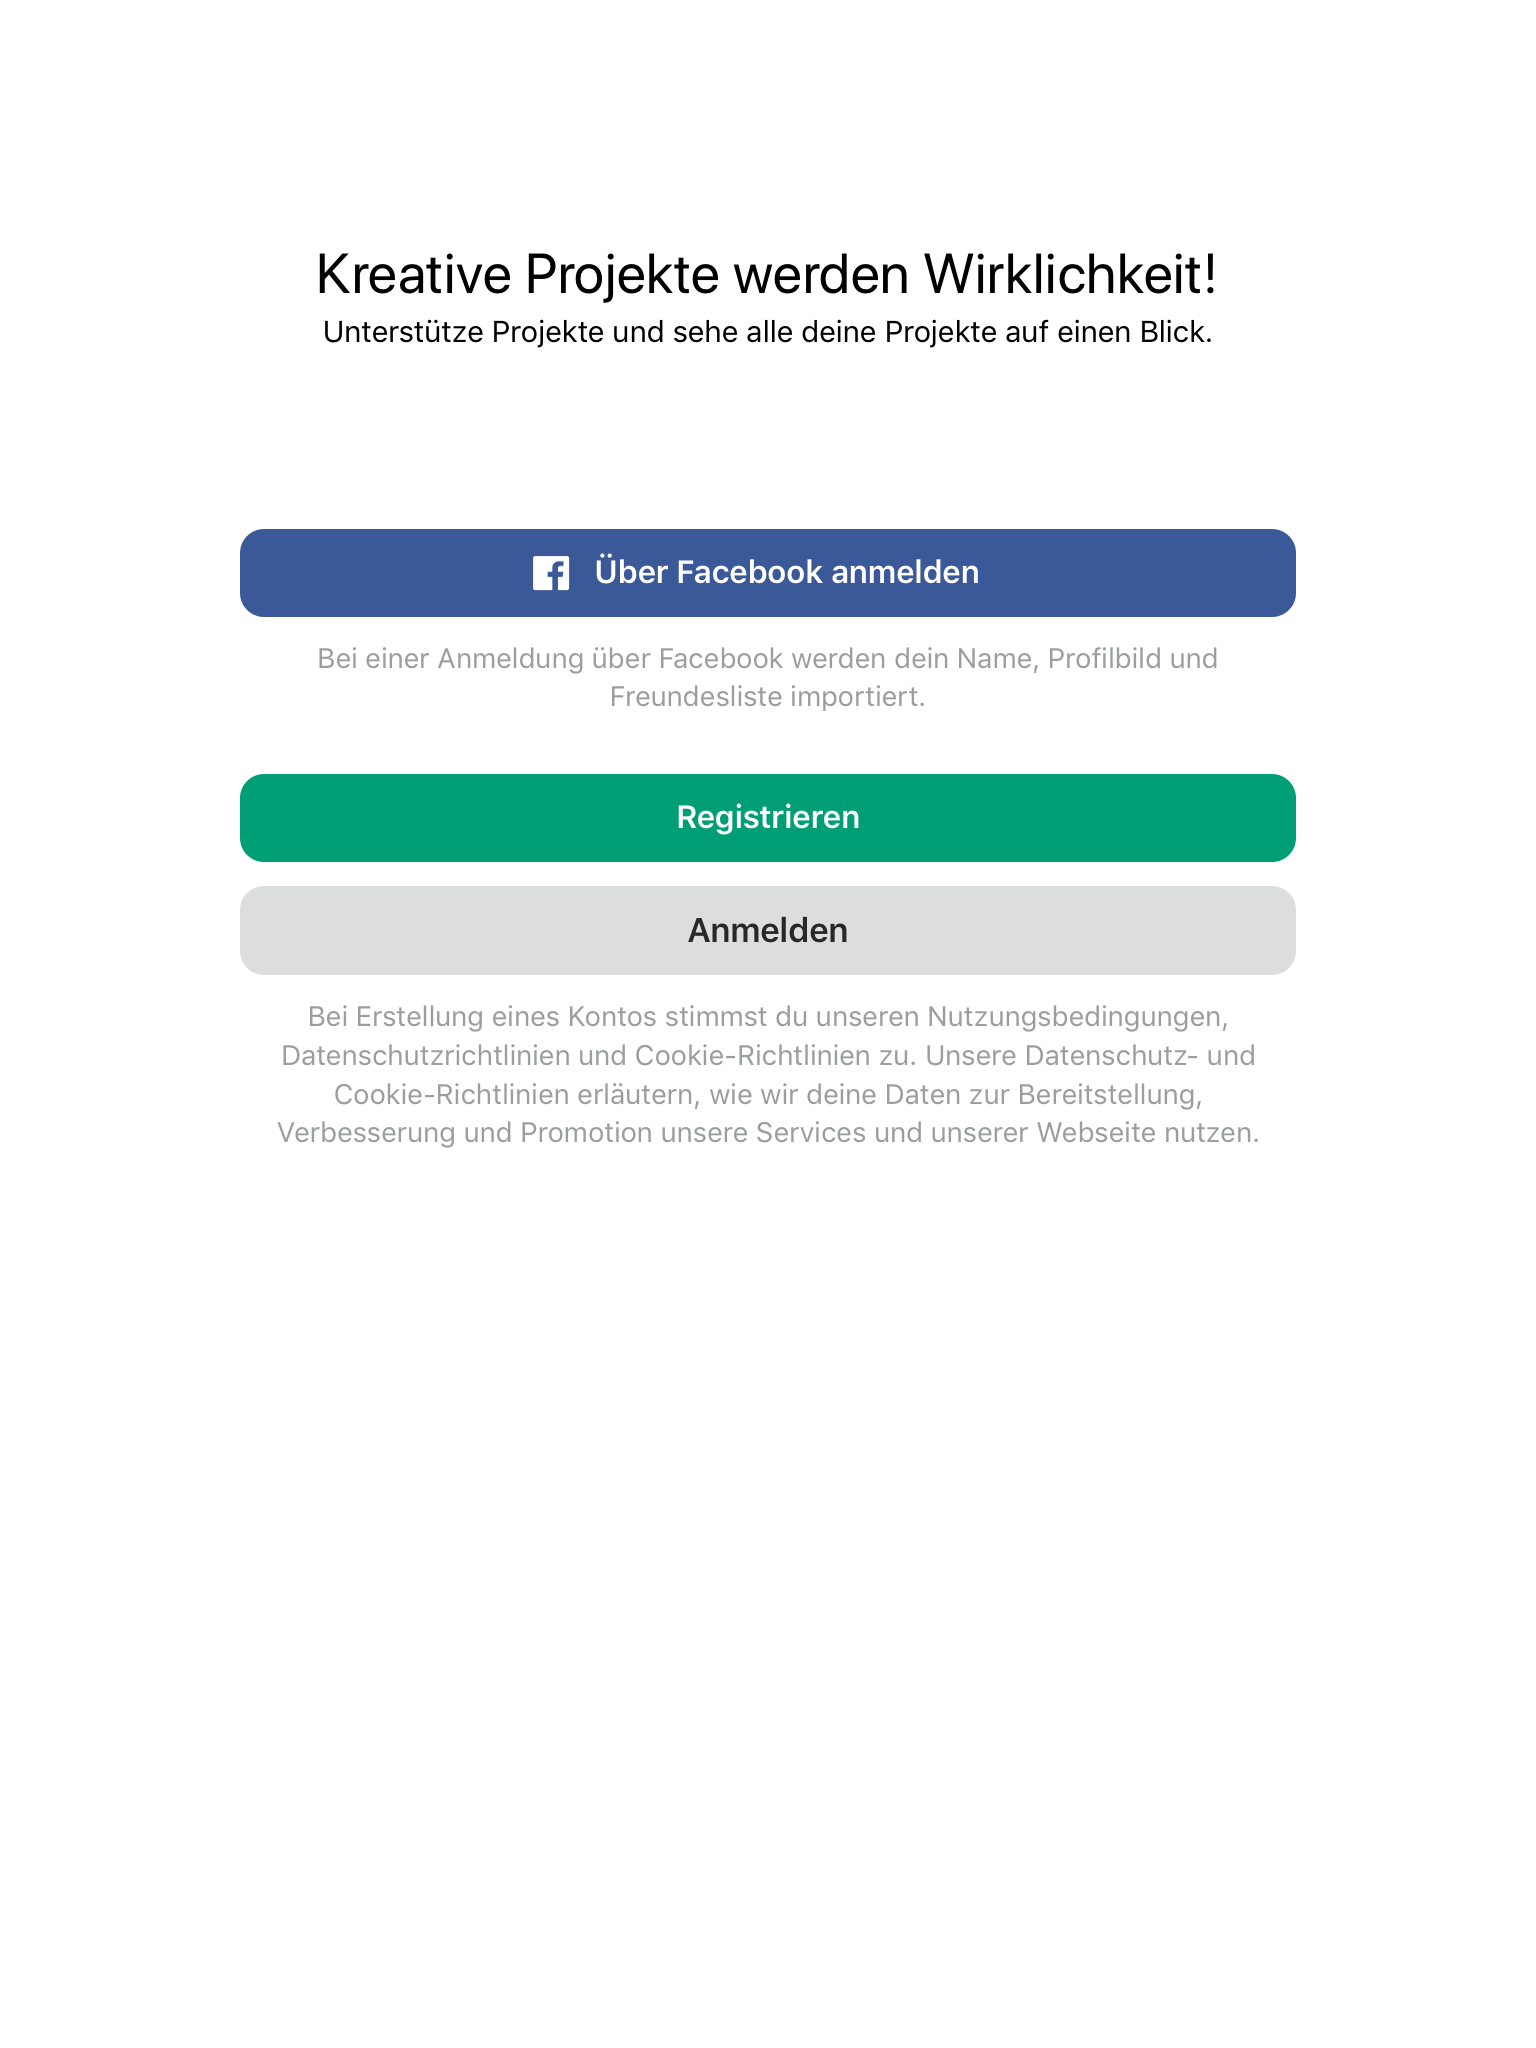 Kreative Projekte werden Wirklichkeit!
Unterstütze Projekte und sehe alle deine Projekte auf einen Blick.
Über Facebook anmelden
Bei einer Anmeldung über Facebook werden dein Name, Profilbild und
Freundesliste importiert.
Registrieren
Anmelden
Bei Erstellung eines Kontos stimmst du unseren Nutzungsbedingungen,
Datenschutzrichtlinien und Cookie-Richtlinien zu. Unsere Datenschutz- und
Cookie-Richtlinien erläutern, wie wir deine Daten zur Bereitstellung,
Verbesserung und Promotion unsere Services und unserer Webseite nutzen.